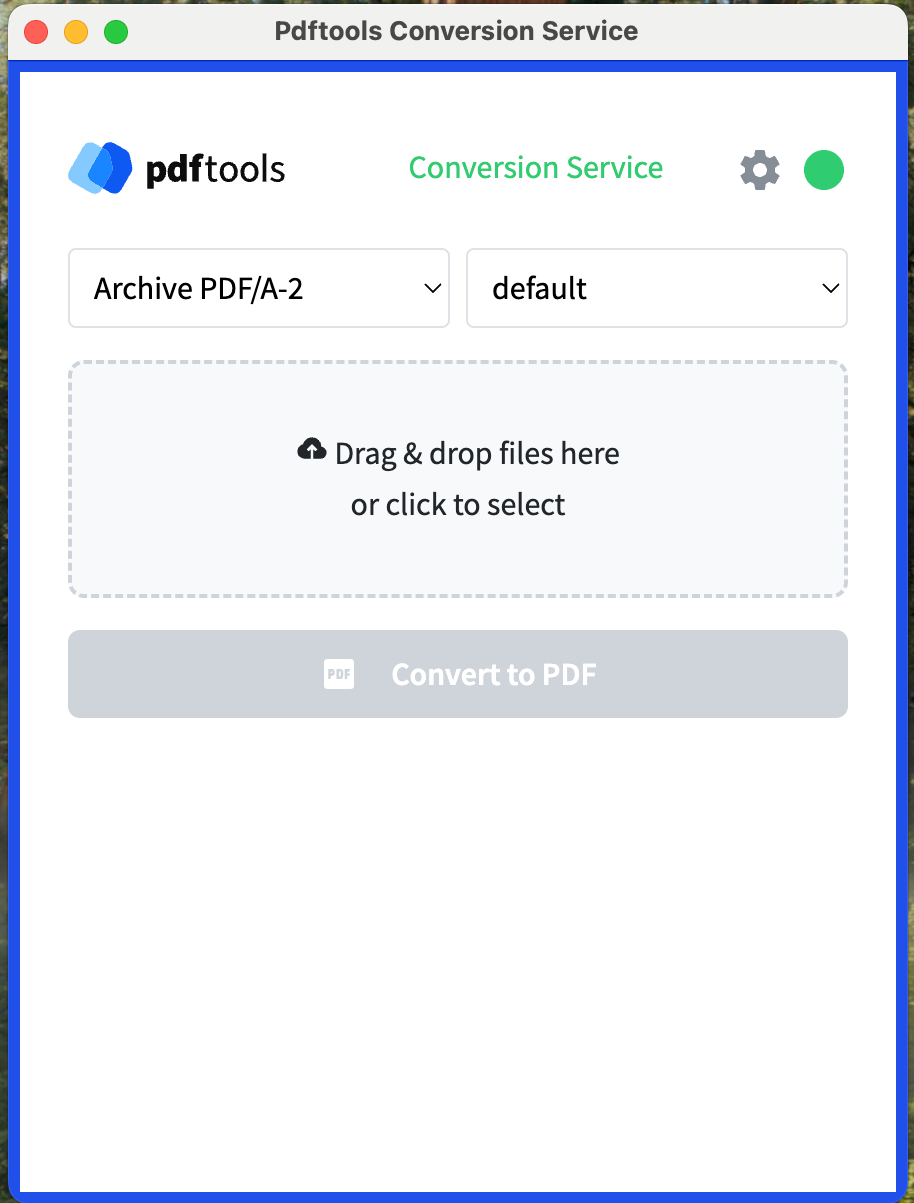 Pdftools Conversion Service
pdftools
Conversion Service
Archive PDF/A-2
default
Drag & drop files here
or click to select
PDF
Convert to PDF